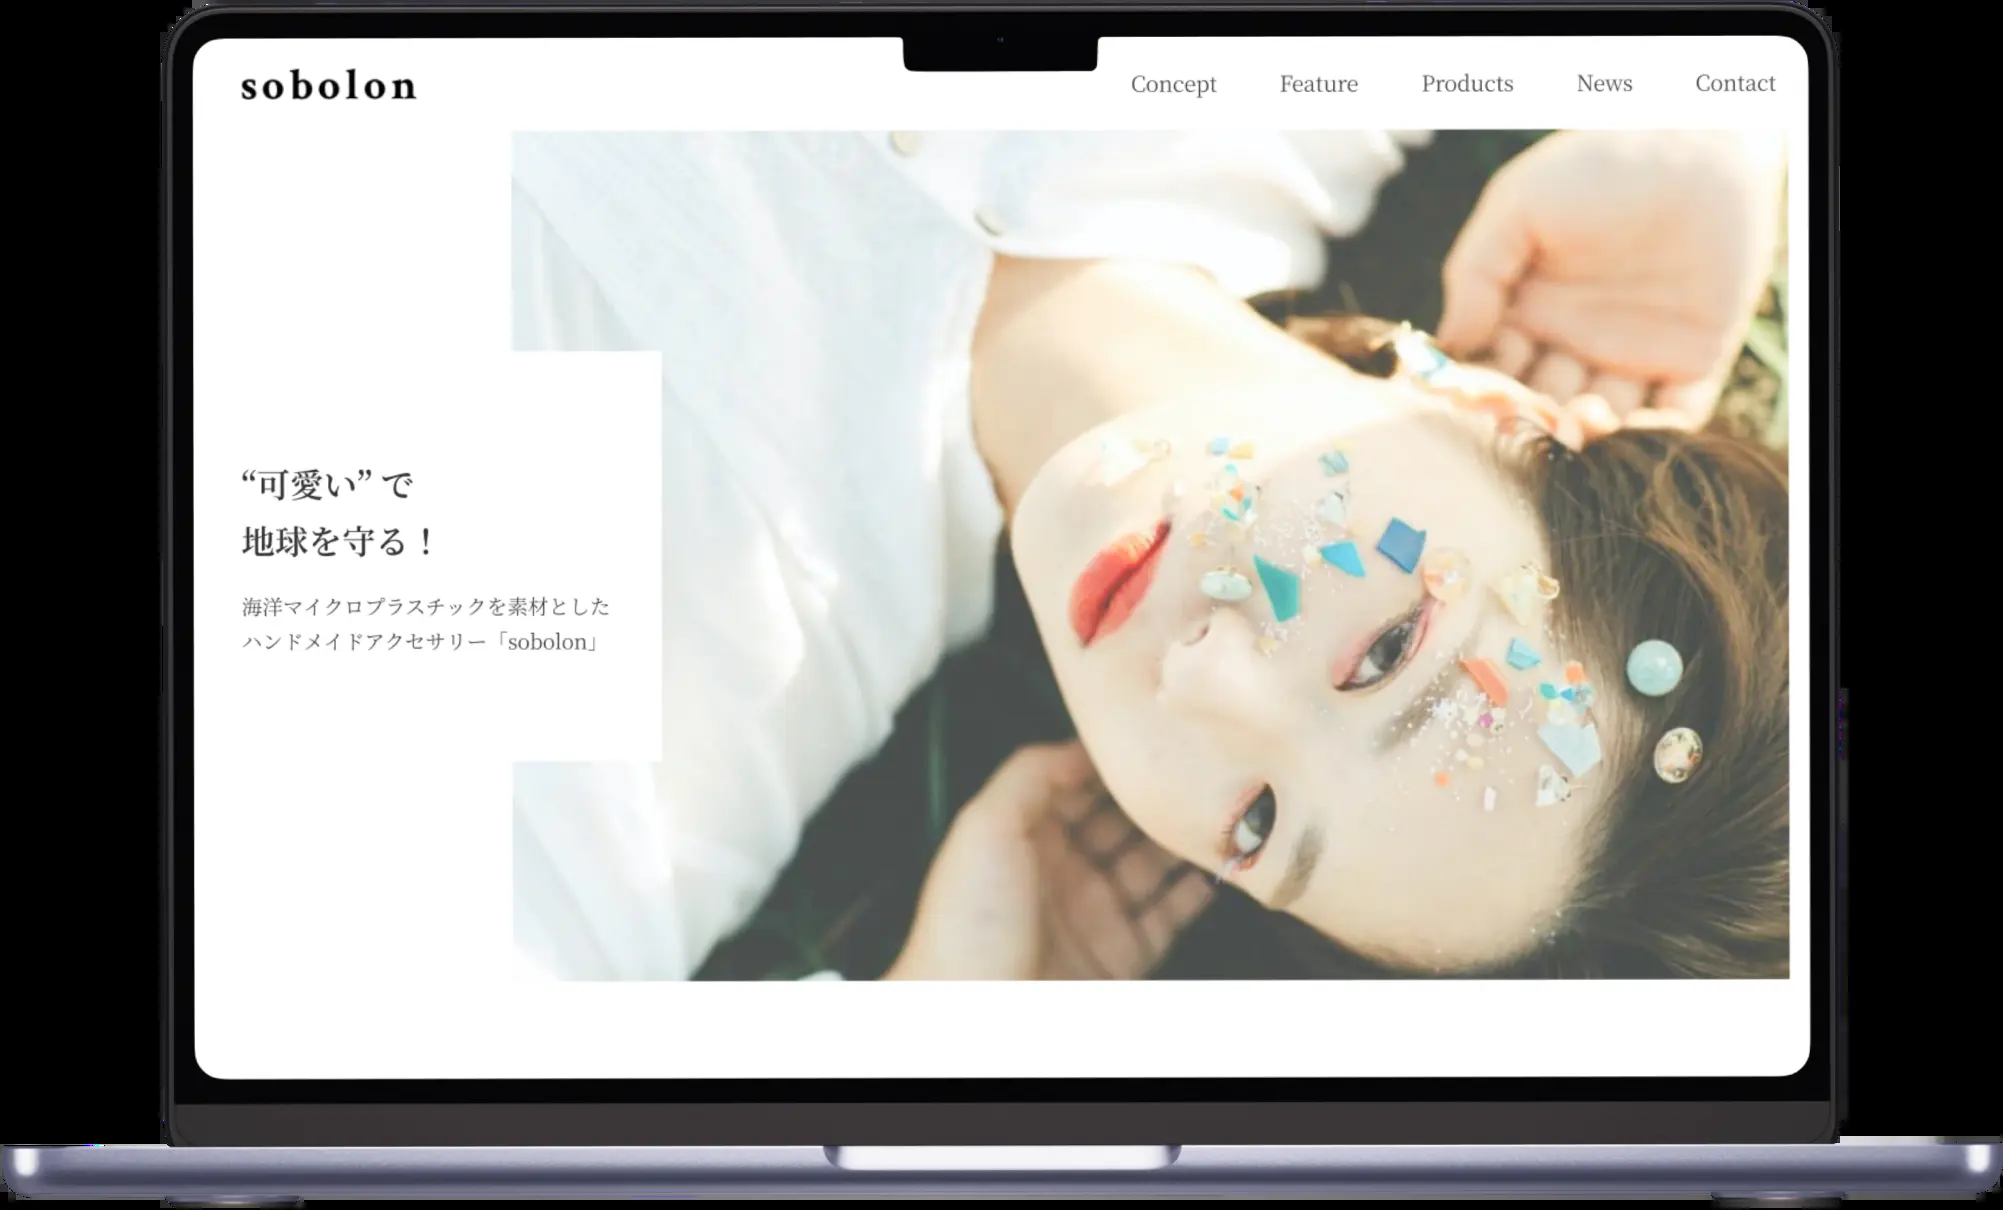 sobolon
Concept Feature Products News Contact
“可愛い” で
地球を守る！
海洋マイクロプラスチックを素材とした
ハンドメイドアクセサリー「sobolon」